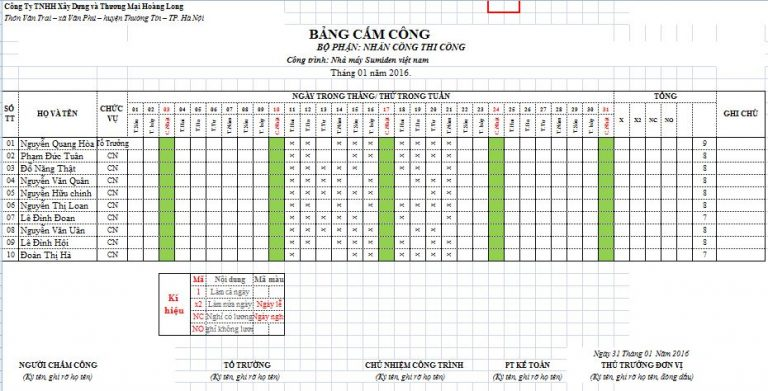 Công Ty TNHH Xây Dựng và Thương Mại Hoàng Long
Thôn Văn Trai – xã Văn Phú – huyện Thường Tín – TP. Hà Nội
BẢNG CẤM CÔNG
BỘ PHẬN: NHÂN CÔNG THI CÔNG
Công trình: Nhà máy Sumiden việt nam
Tháng 01 năm 2016.
SỐ TT HỌ VÀ TÊN CHỨC VỤ NGÀY TRONG THÁNG/ THỨ TRONG TUẦN TỔNG GHI CHÚ
01 02 03 04 05 06 07 08 09 10 11 12 13 14 15 16 17 18 19 20 21 22 23 24 25 26 27 28 29 30 31 X X2 NC NO
01 Nguyễn Quang Hòa Tổ Trưởng x x x x x x x x x 9
02 Phạm Đức Tuân CN x x x x x x x x 8
03 Đỗ Năng Thật CN x x x x x x x x 8
04 Nguyễn Văn Quân CN x x x x x x x x 8
05 Nguyễn Hữu chinh CN x x x x x x x x 8
06 Nguyễn Thị Loan CN x x x x x x x x 8
07 Lê Đình Đoan CN x x x x x x x 7
08 Nguyễn Văn Uân CN x x x x x x x x 8
09 Lê Đình Hỏi CN x x x x x x x x 8
10 Đoàn Thị Hà CN x x x x x x x 7
Kí hiệu
Mã Nội dung Mã màu
1 Làm cả ngày
x2 Làm nửa ngày Ngày lễ
NC Nghỉ có lương Ngày nghỉ
NO ghỉ không lươn
Ngày 31 Tháng 01 Năm 2016
NGƯỜI CHẤM CÔNG TỔ TRƯỞNG CHỦ NHIỆM CÔNG TRÌNH PT KẾ TOÁN THỦ TRƯỞNG ĐƠN VỊ
(Ký tên, ghi rõ họ tên) (Ký tên, ghi rõ họ tên) (Ký tên, ghi rõ họ tên) (Ký tên, ghi rõ họ tên) (Ký tên, ghi rõ họ tên, đóng dấu)